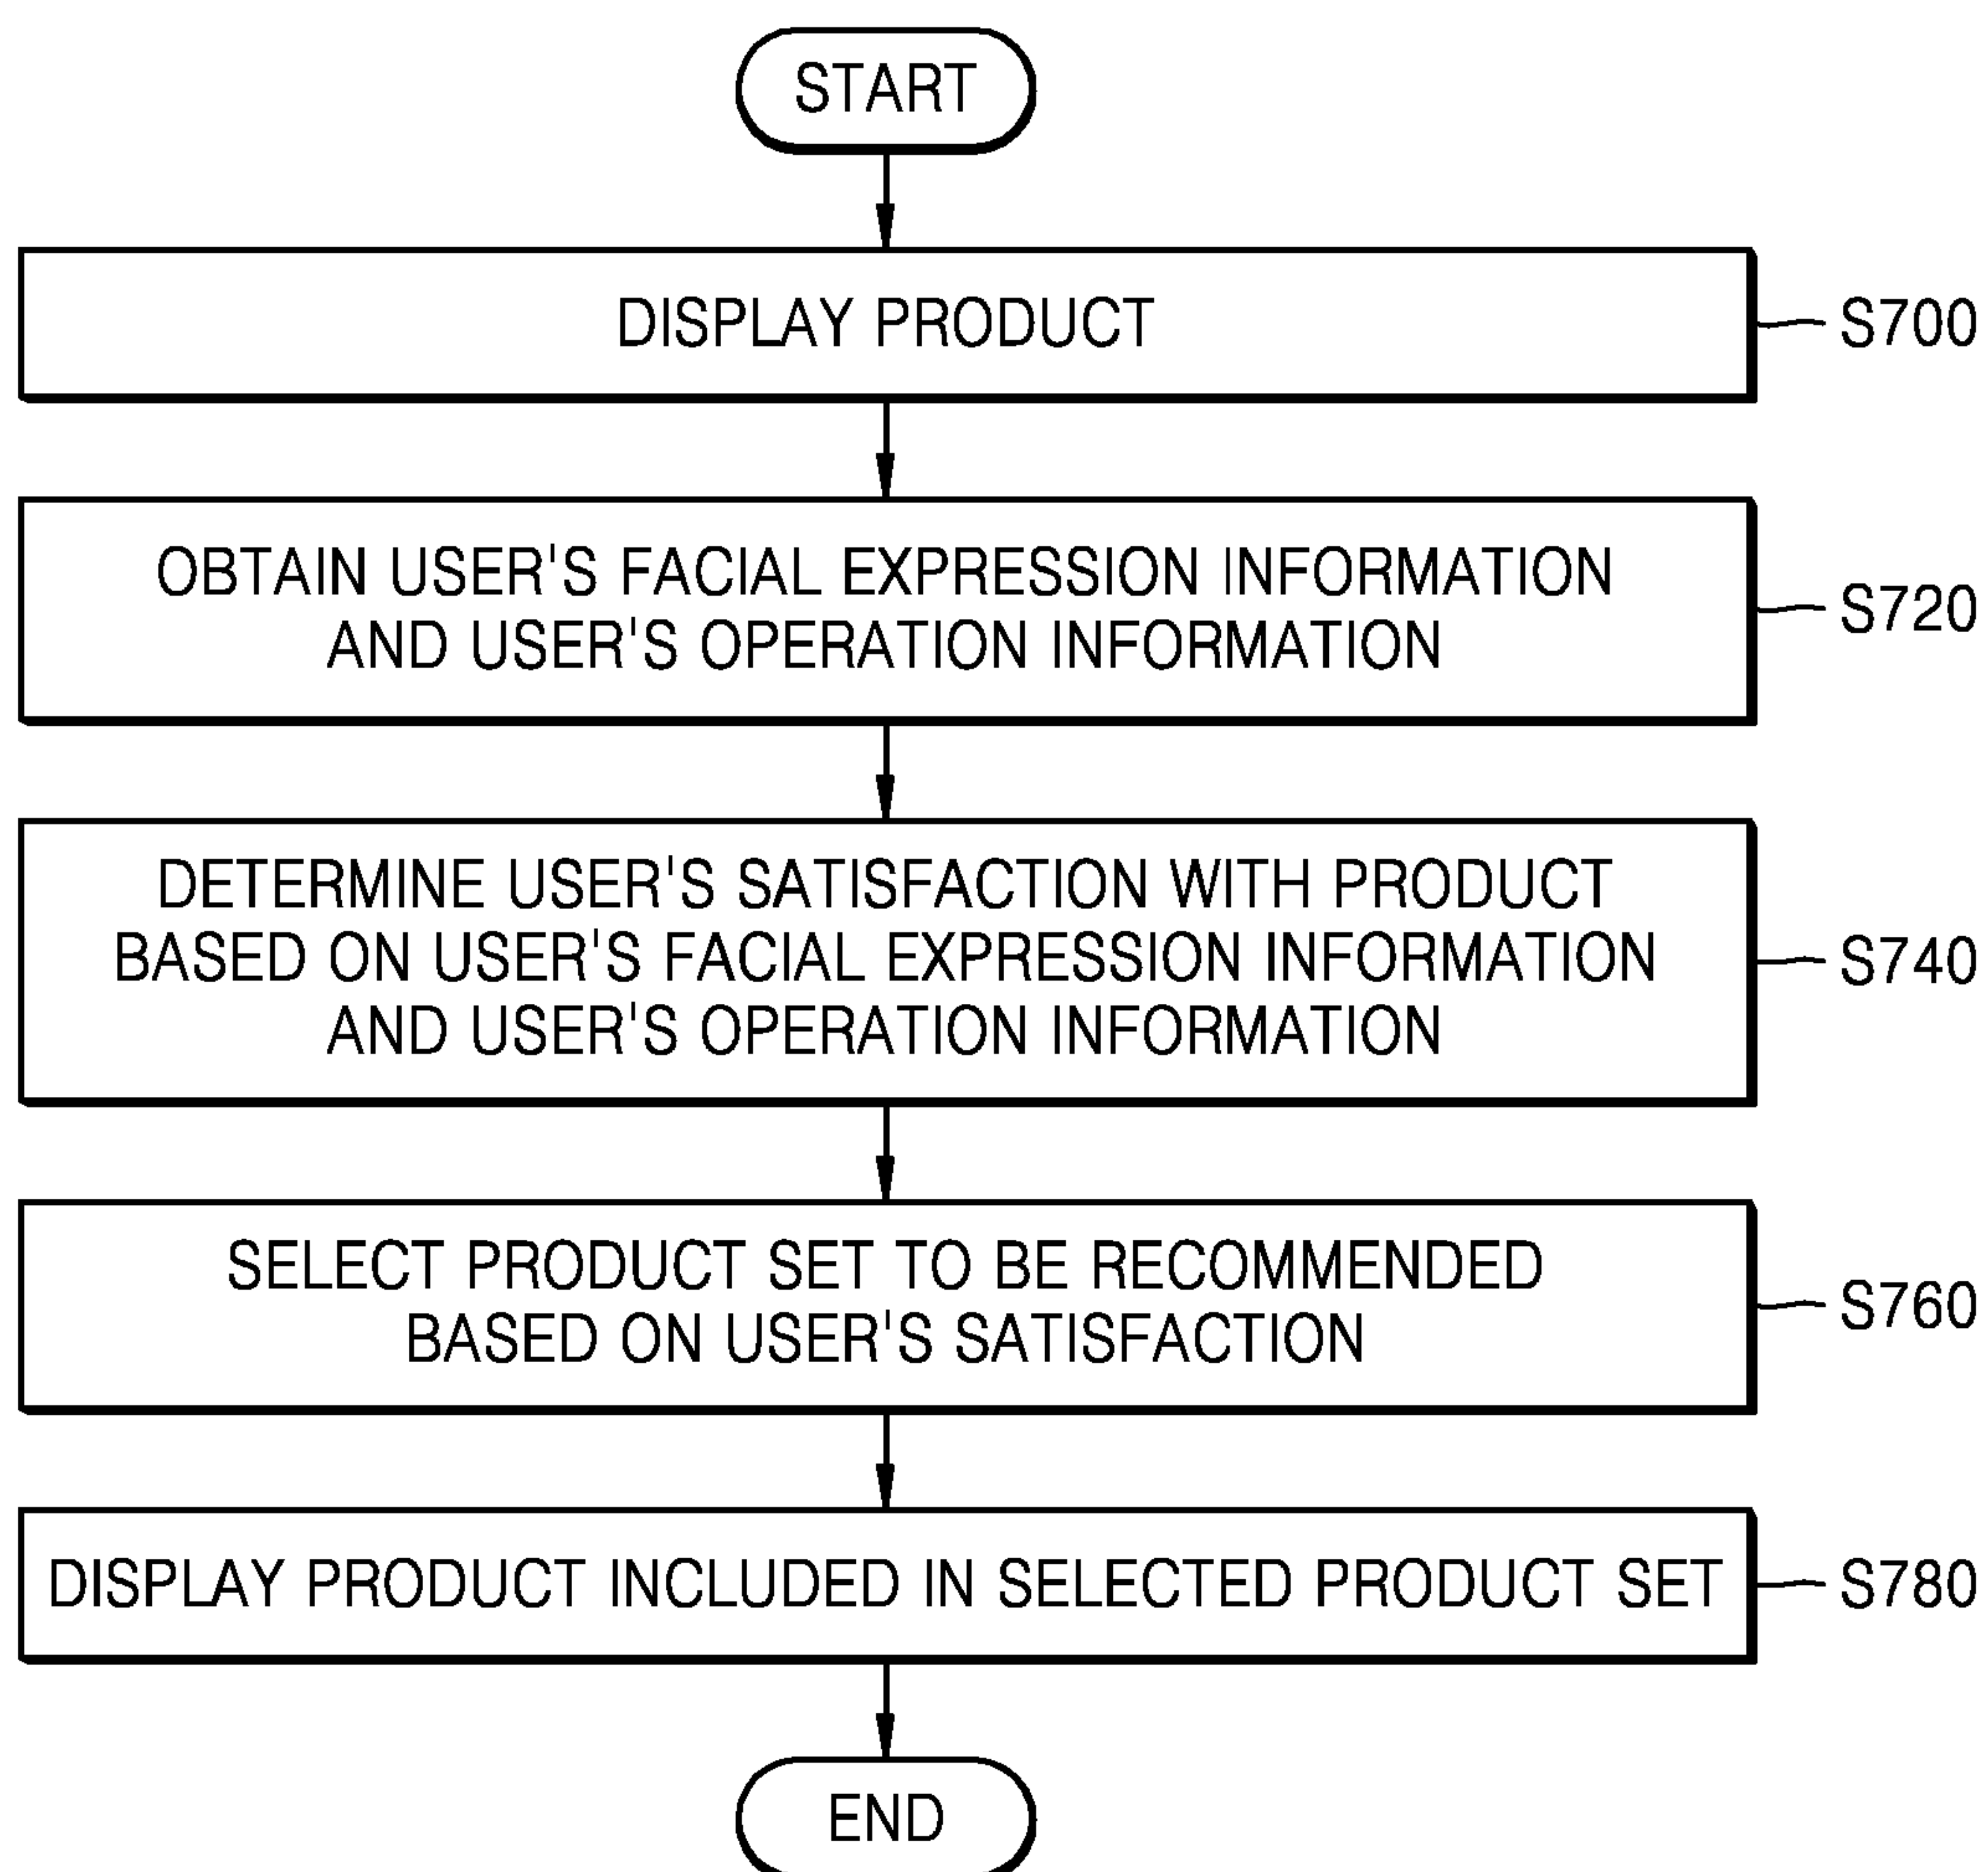 START
DISPLAY PRODUCT
S700
OBTAIN USER'S FACIAL EXPRESSION INFORMATION
AND USER'S OPERATION INFORMATION
S720
DETERMINE USER'S SATISFACTION WITH PRODUCT
BASED ON USER'S FACIAL EXPRESSION INFORMATION
AND USER'S OPERATION INFORMATION
S740
SELECT PRODUCT SET TO BE RECOMMENDED
BASED ON USER'S SATISFACTION
S760
DISPLAY PRODUCT INCLUDED IN SELECTED PRODUCT SET
S780
END